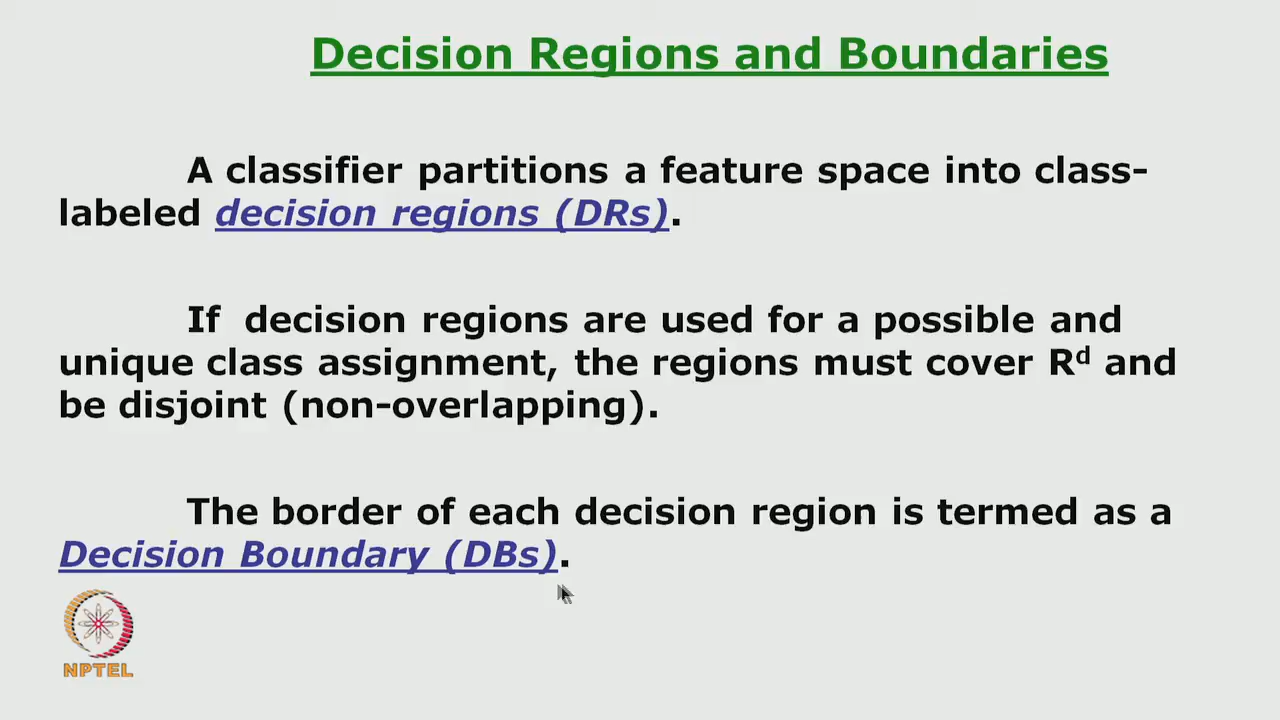 Decision Regions and Boundaries
A classifier partitions a feature space into class-
labeled decision regions (DRs).
If decision regions are used for a possible and
unique class assignment, the regions must cover Rᵈ and
be disjoint (non-overlapping).
The border of each decision region is termed as a
Decision Boundary (DBs).
NPTEL